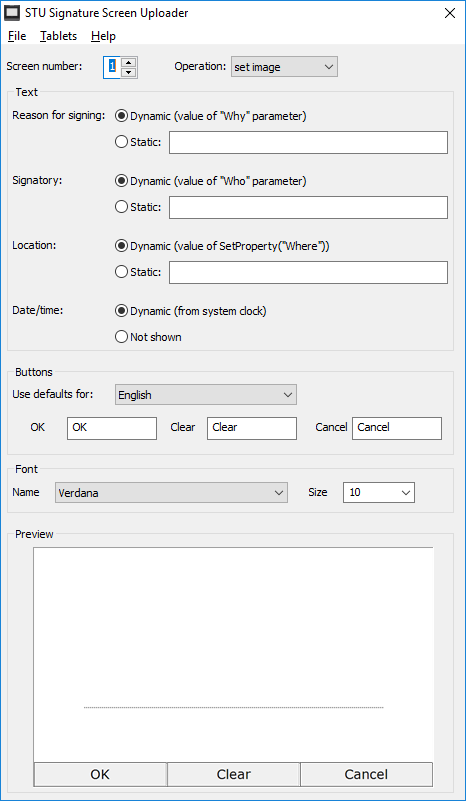 STU Signature Screen Uploader
File Tablets Help
Screen number: 1 Operation: set image
Text
Reason for signing: Dynamic (value of "Why" parameter)
Static:
Signatory: Dynamic (value of "Who" parameter)
Static:
Location: Dynamic (value of SetProperty("Where"))
Static:
Date/time: Dynamic (from system clock)
Not shown
Buttons
Use defaults for: English
OK OK Clear Clear Cancel Cancel
Font
Name Verdana Size 10
Preview
OK Clear Cancel